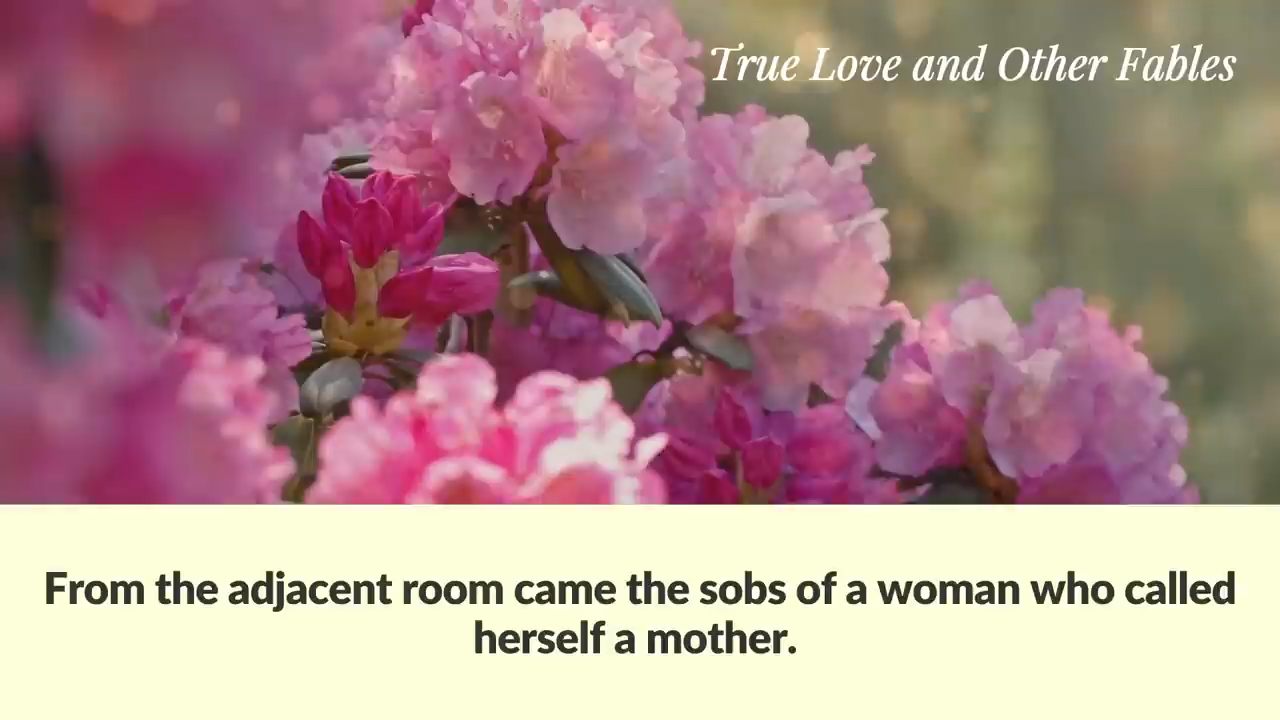 True Love and Other Fables
From the adjacent room came the sobs of a woman who called
herself a mother.